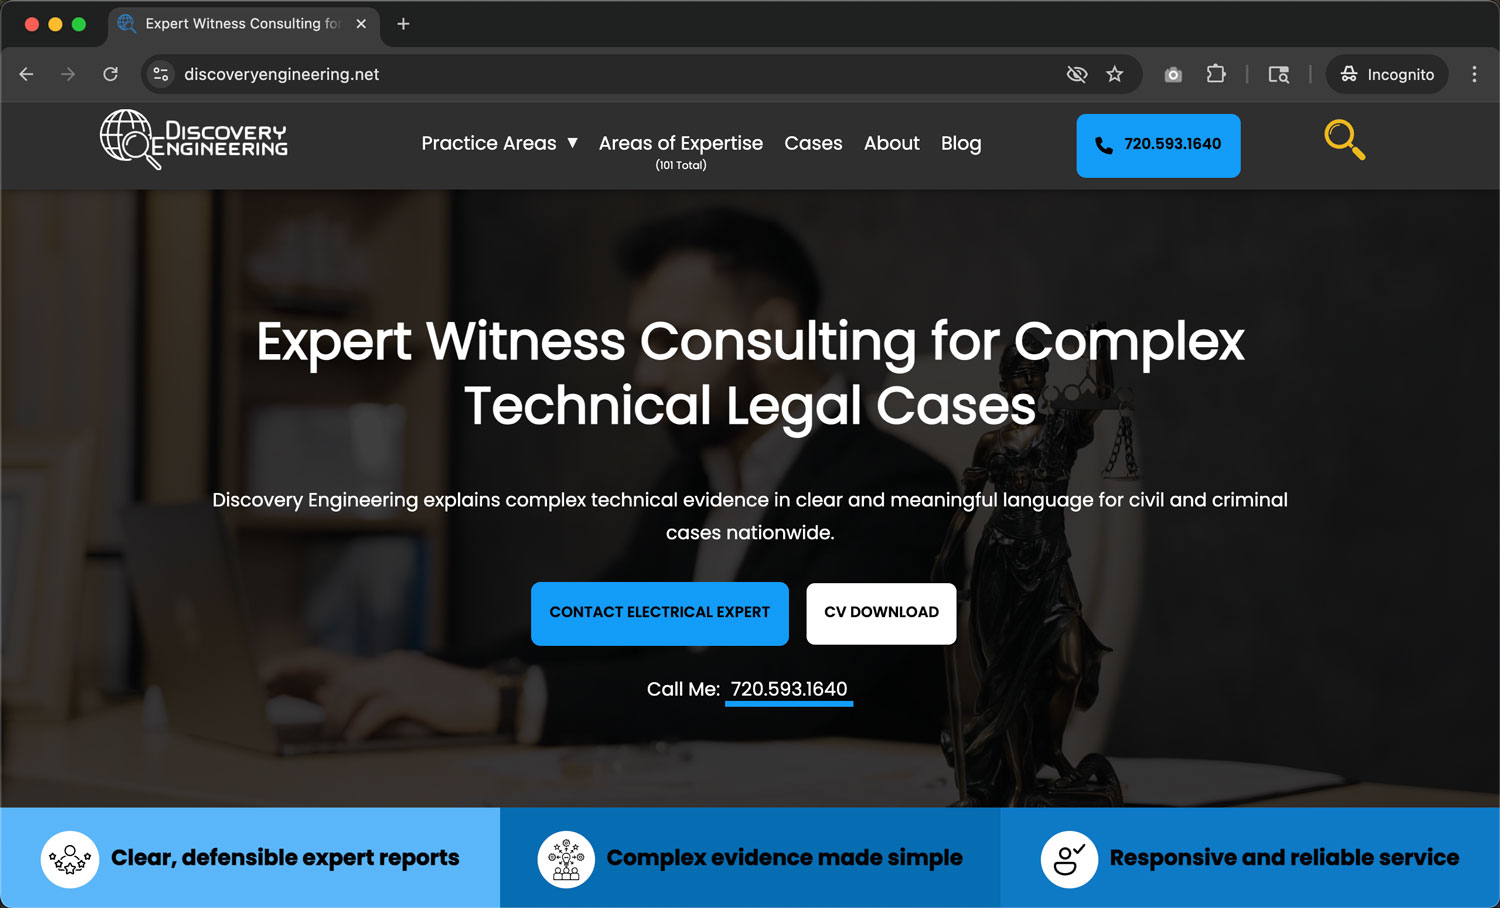 Expert Witness Consulting for
discoveryengineering.net
Incognito
DISCOVERY
ENGINEERING
Practice Areas ▼
Areas of Expertise
(101 Total)
Cases
About
Blog
720.593.1640
Expert Witness Consulting for Complex
Technical Legal Cases
Discovery Engineering explains complex technical evidence in clear and meaningful language for civil and criminal
cases nationwide.
CONTACT ELECTRICAL EXPERT
CV DOWNLOAD
Call Me: 720.593.1640
Clear, defensible expert reports
Complex evidence made simple
Responsive and reliable service